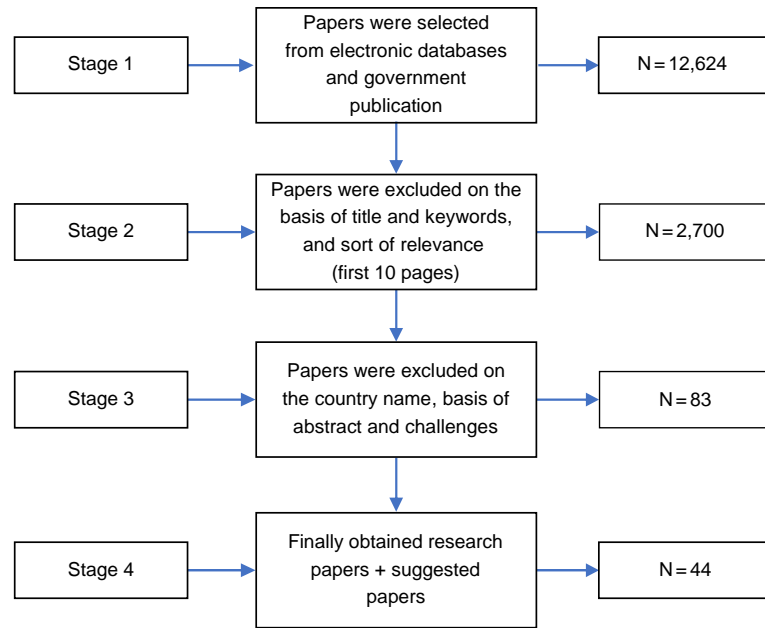 Stage 1
Papers were selected
from electronic databases
and government
publication
N = 12,624
Stage 2
Papers were excluded on the
basis of title and keywords,
and sort of relevance
(first 10 pages)
N = 2,700
Stage 3
Papers were excluded on
the country name, basis of
abstract and challenges
N = 83
Stage 4
Finally obtained research
papers + suggested
papers
N = 44